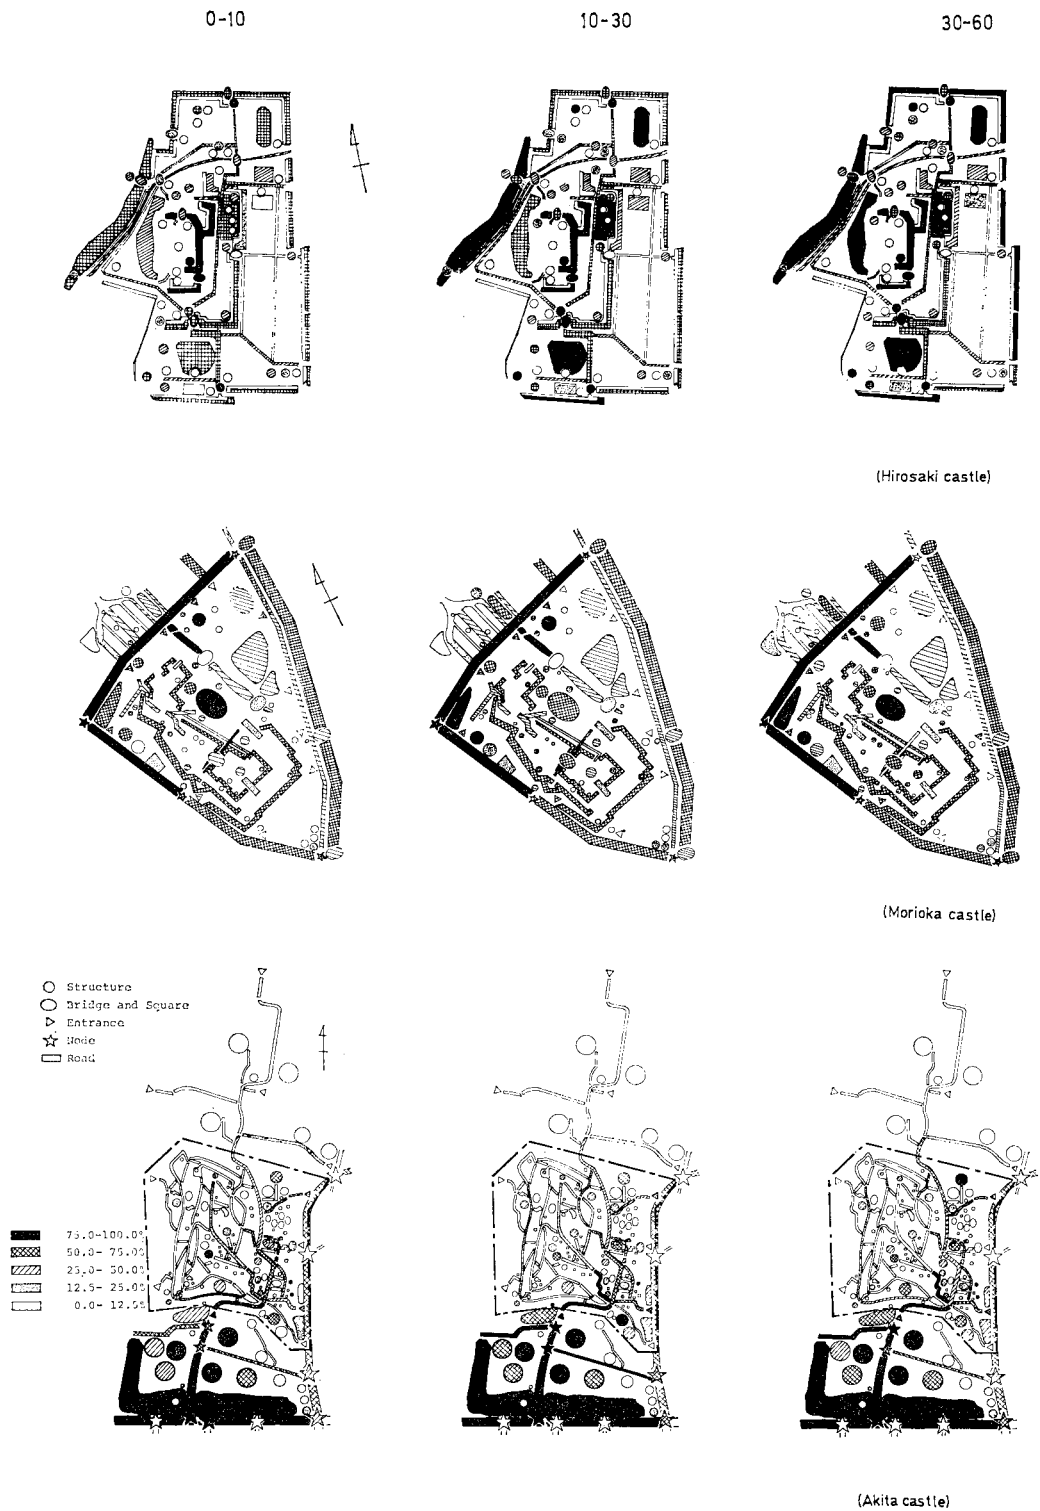 0-10
10-30
30-60
(Hirosaki castle)
(Morioka castle)
Structure
Bridge and Square
Entrance
Node
Road
75.0-100.0%
50.0- 75.0%
25.0- 50.0%
12.5- 25.0%
0.0- 12.5%
(Akita castle)